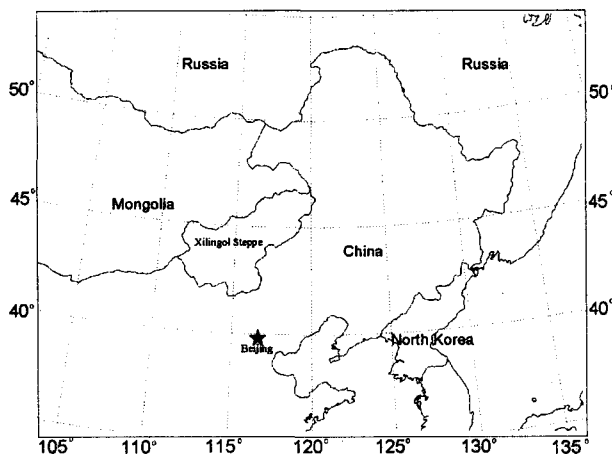 Russia
Russia
50°
50°
45°
Mongolia
45°
Xilingol Steppe
China
40°
40°
Beijing
North Korea
105°
110°
115°
120°
125°
130°
135°